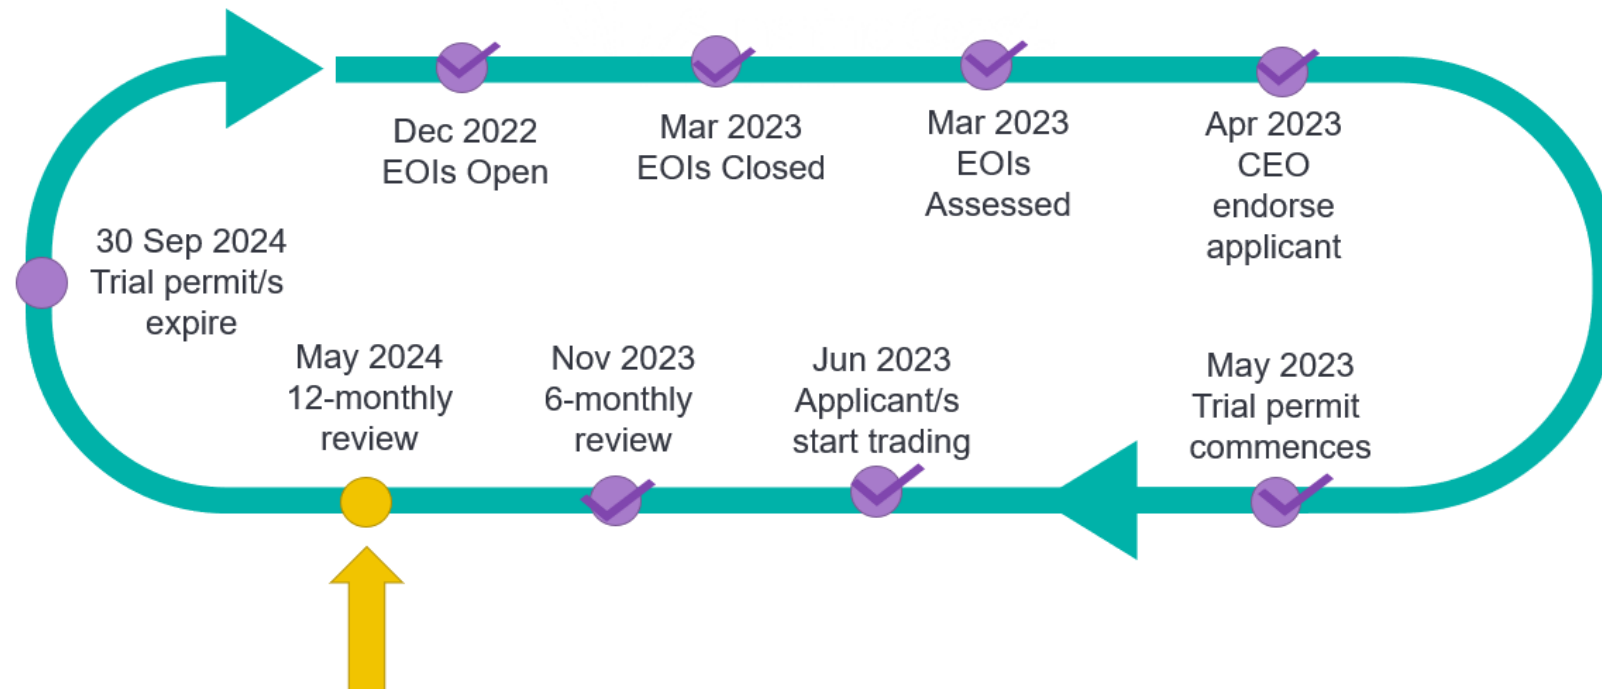 Dec 2022
EOIs Open
Mar 2023
EOIs Closed
Mar 2023
EOIs
Assessed
Apr 2023
CEO
endorse
applicant
May 2023
Trial permit
commences
Jun 2023
Applicant/s
start trading
Nov 2023
6-monthly
review
May 2024
12-monthly
review
30 Sep 2024
Trial permit/s
expire